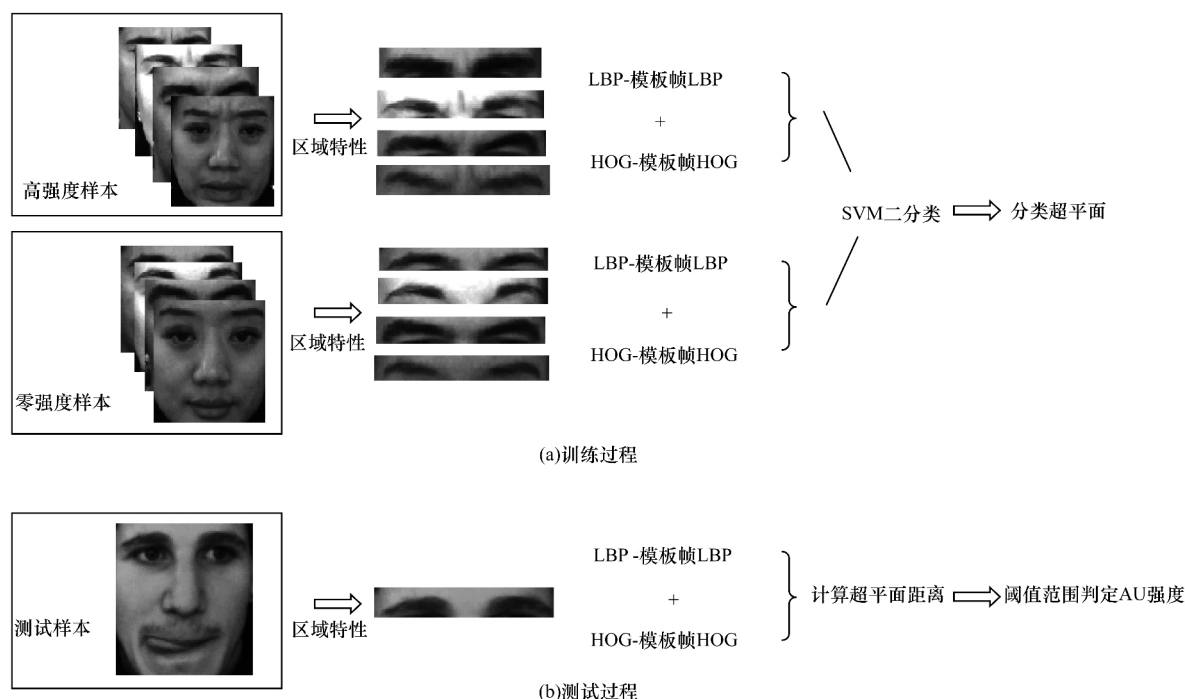 高强度样本
区域特性
LBP-模板帧LBP
+
HOG-模板帧HOG
零强度样本
区域特性
LBP-模板帧LBP
+
HOG-模板帧HOG
SVM二分类
分类超平面
(a)训练过程
测试样本
区域特性
LBP -模板帧LBP
+
HOG-模板帧HOG
计算超平面距离
阈值范围判定AU强度
(b)测试过程